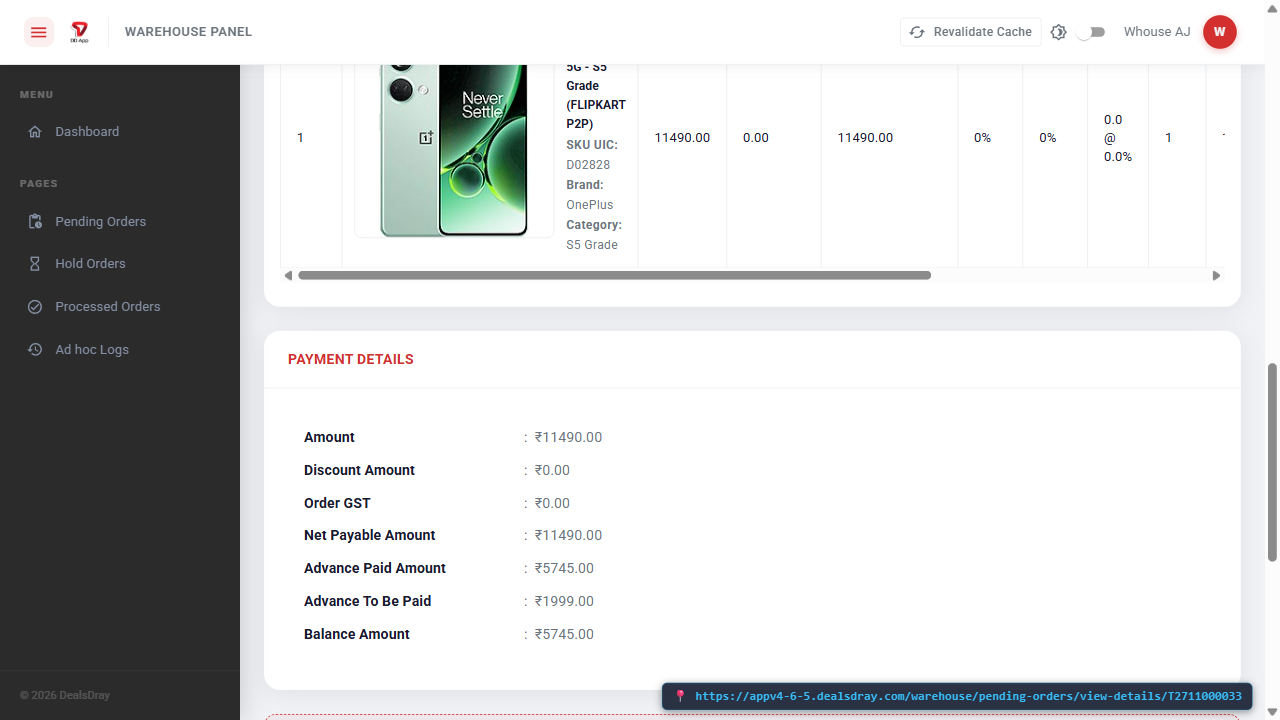 DD App
WAREHOUSE PANEL
Revalidate Cache
Whouse AJ
W
MENU
Dashboard
PAGES
Pending Orders
Hold Orders
Processed Orders
Ad hoc Logs
© 2026 DealsDray
1
Never
Settle
5G - S5
Grade
(FLIPKART
P2P)
SKU UIC:
D02828
Brand:
OnePlus
Category:
S5 Grade
11490.00
0.00
11490.00
0%
0%
0.0
@
0.0%
1
PAYMENT DETAILS
Amount : ₹11490.00
Discount Amount : ₹0.00
Order GST : ₹0.00
Net Payable Amount : ₹11490.00
Advance Paid Amount : ₹5745.00
Advance To Be Paid : ₹1999.00
Balance Amount : ₹5745.00
https://appv4-6-5.dealsdray.com/warehouse/pending-orders/view-details/T2711000033